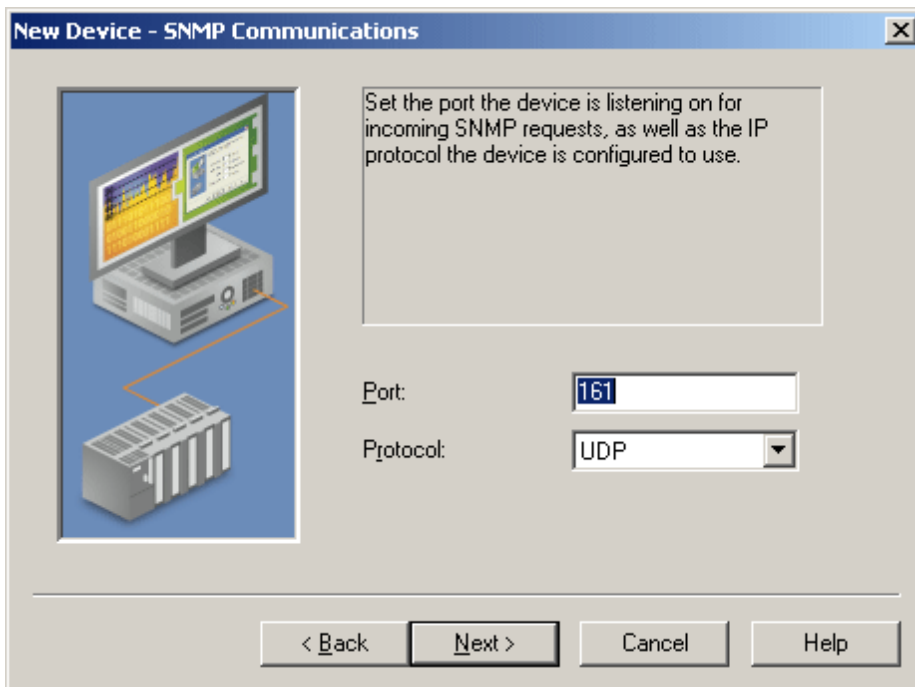 New Device - SNMP Communications
Set the port the device is listening on for
incoming SNMP requests, as well as the IP
protocol the device is configured to use.
Port: 161
Protocol: UDP
< Back Next > Cancel Help